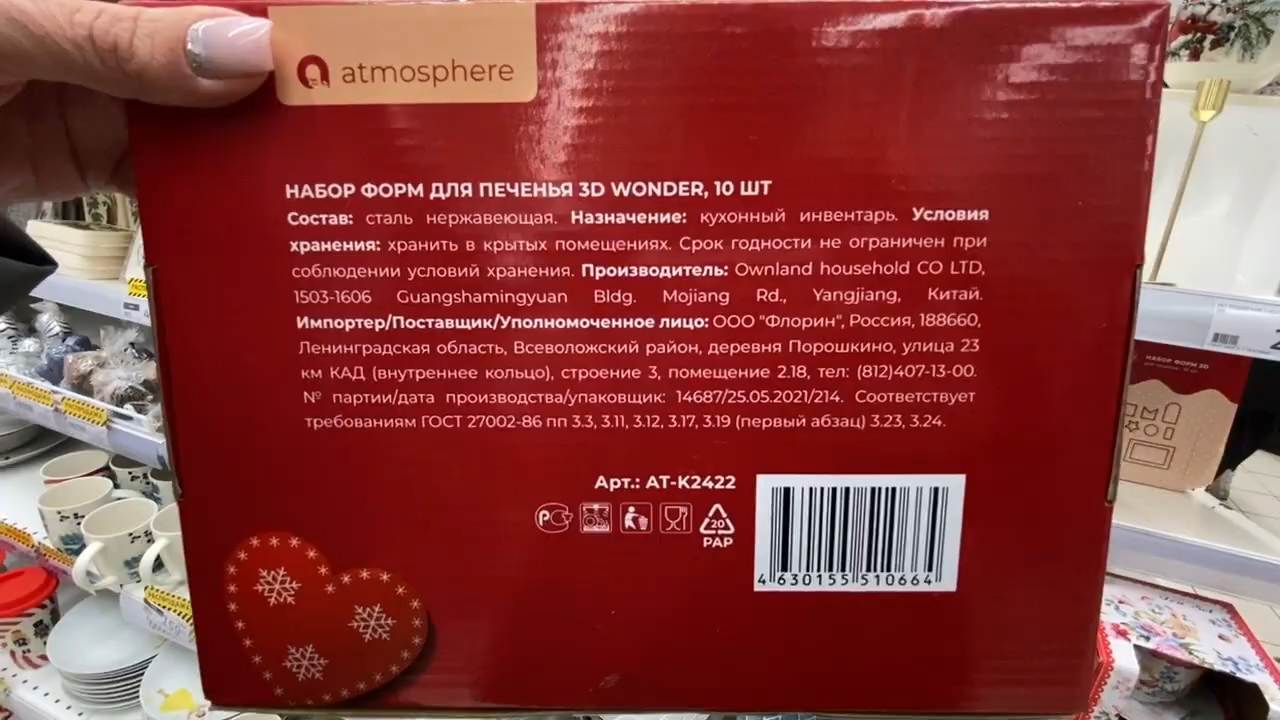 atmosphere
НАБОР ФОРМ ДЛЯ ПЕЧЕНЬЯ 3D WONDER, 10 ШТ
Состав: сталь нержавеющая. Назначение: кухонный инвентарь. Условия
хранения: хранить в крытых помещениях. Срок годности не ограничен при
соблюдении условий хранения. Производитель: Ownland household CO LTD,
1503-1606 Guangshamingyuan Bldg. Mojiang Rd., Yangjiang, Китай.
Импортер/Поставщик/Уполномоченное лицо: ООО "Флорин", Россия, 188660,
Ленинградская область, Всеволожский район, деревня Порошкино, улица 23
км КАД (внутреннее кольцо), строение 3, помещение 2.18, тел: (812)407-13-00.
№ партии/дата производства/упаковщик: 14687/25.05.2021/214. Соответствует
требованиям ГОСТ 27002-86 пп 3.3, 3.11, 3.12, 3.17, 3.19 (первый абзац) 3.23, 3.24.
Арт.: AT-K2422
20
PAP
4 630155 510664
НАБОР ФОРМ 3D